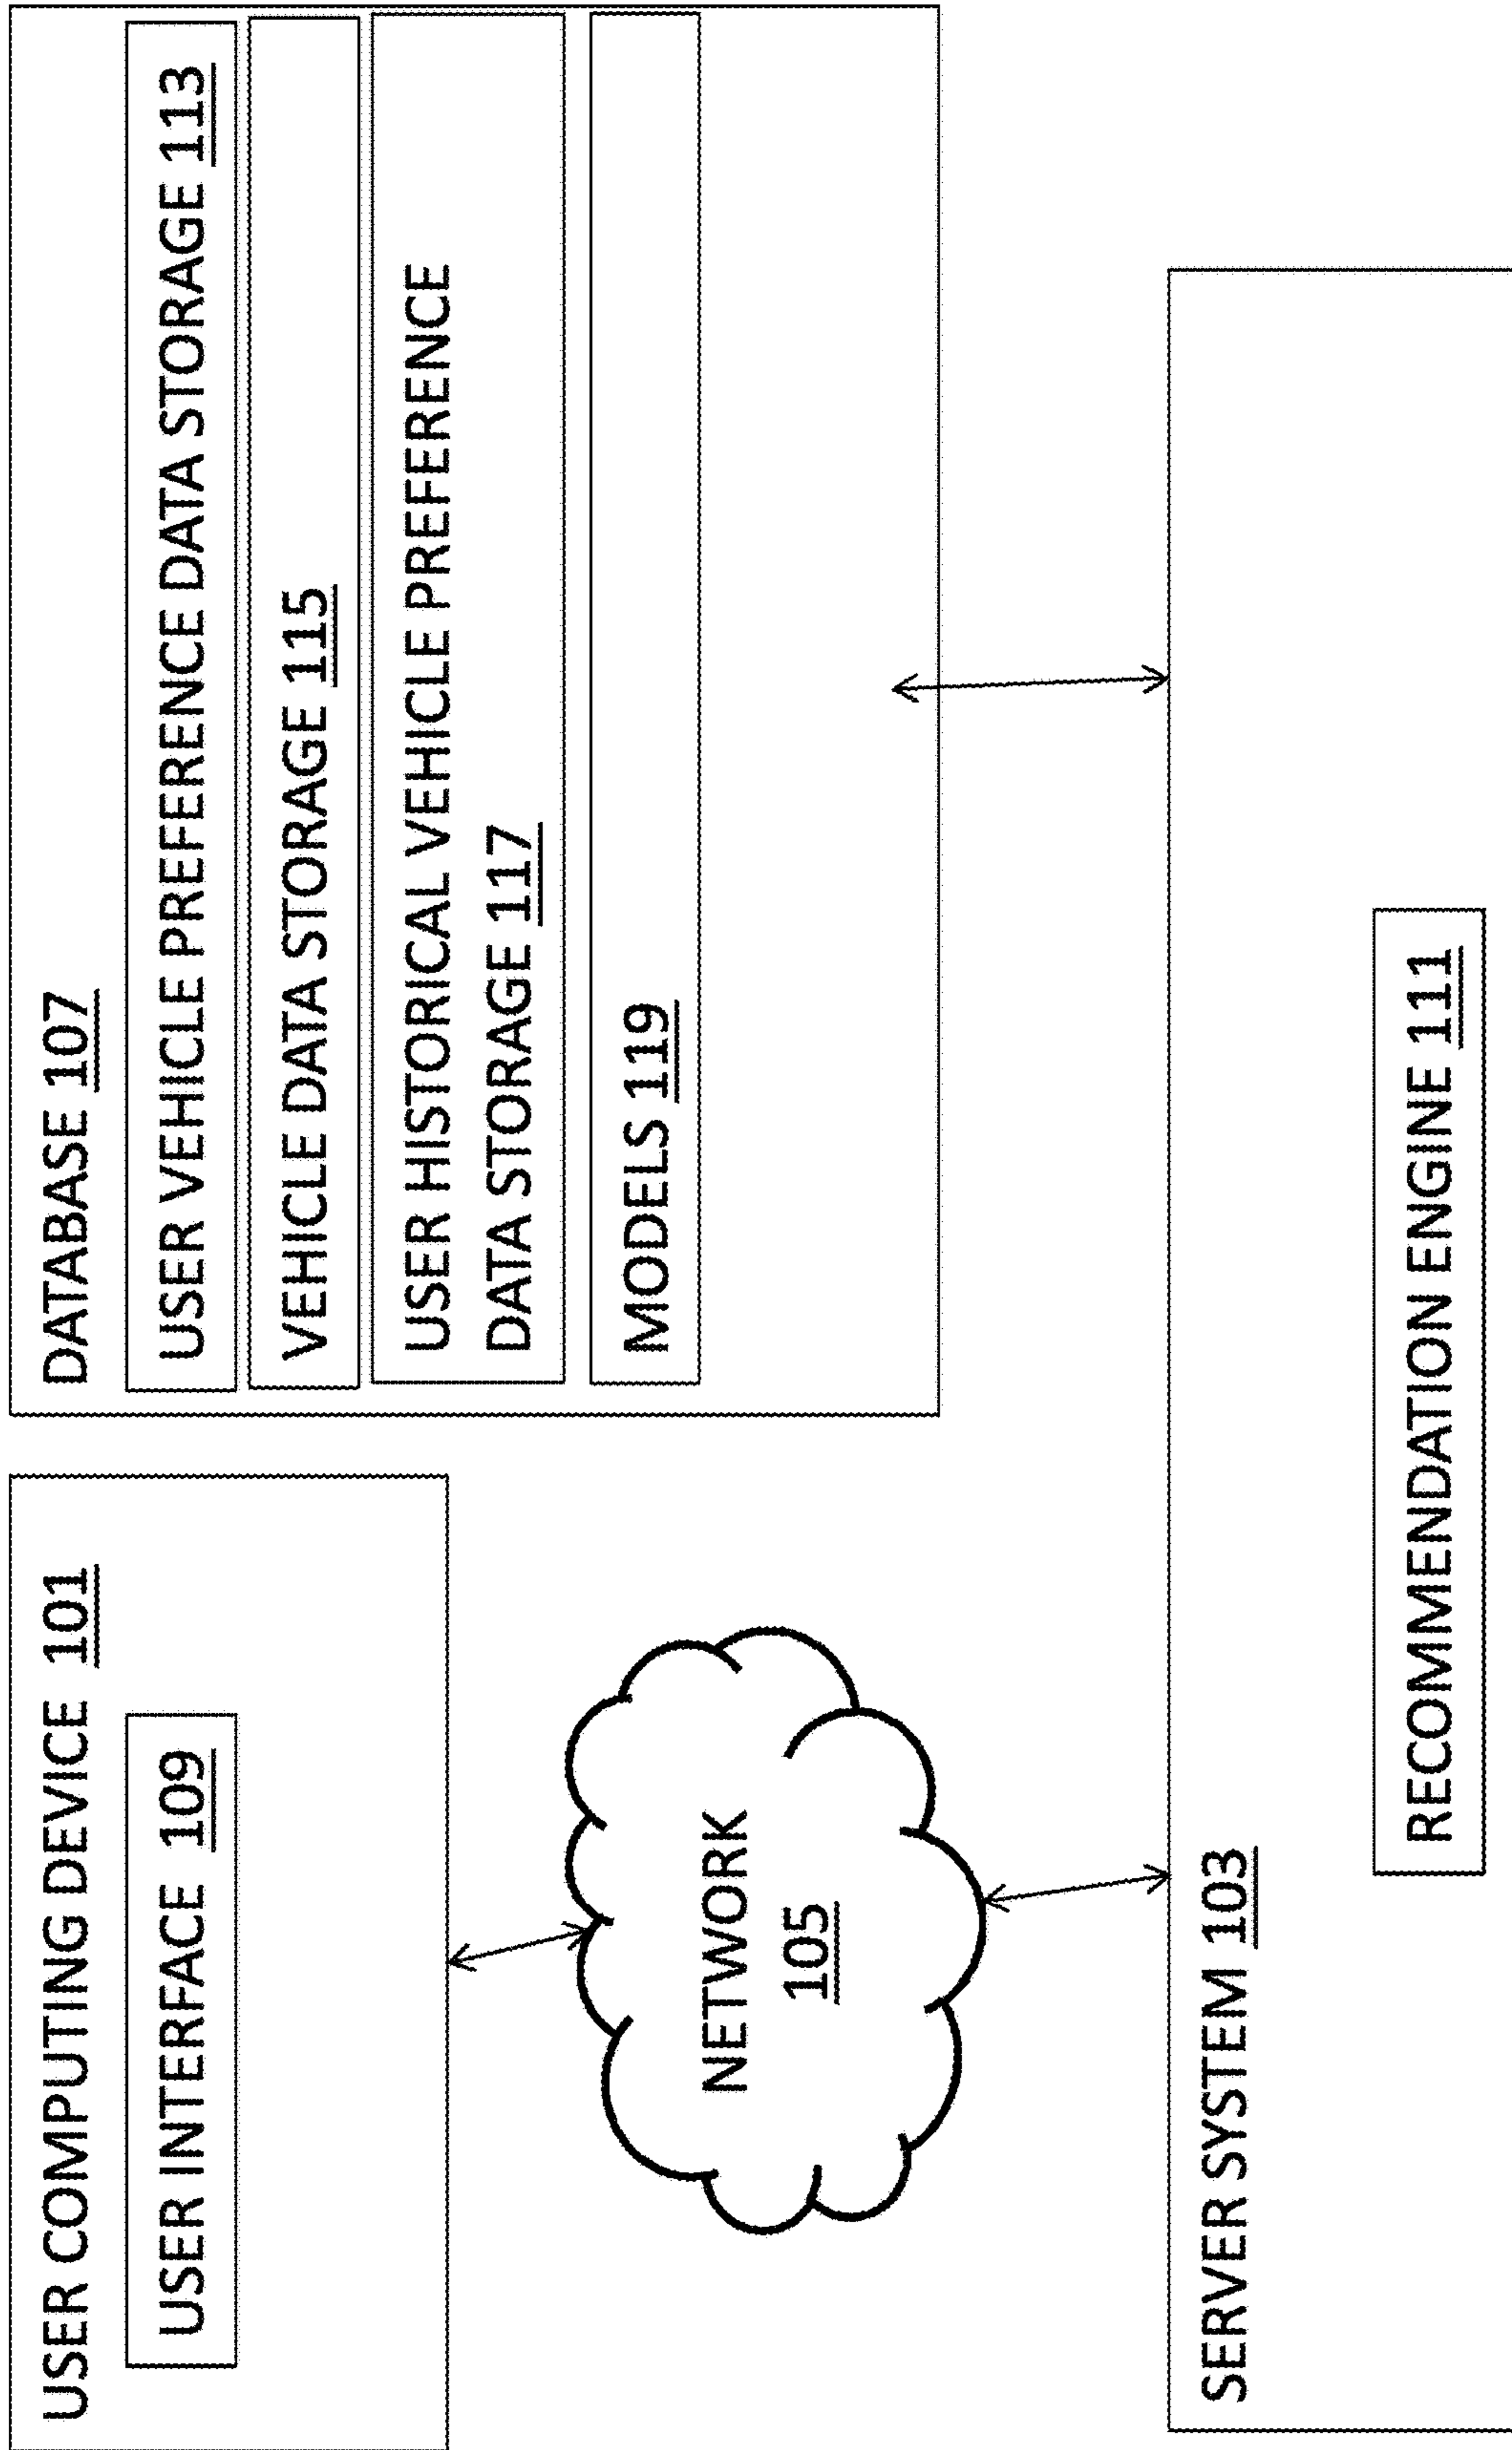 USER COMPUTING DEVICE 101
USER INTERFACE 109
NETWORK
105
DATABASE 107
USER VEHICLE PREFERENCE DATA STORAGE 113
VEHICLE DATA STORAGE 115
USER HISTORICAL VEHICLE PREFERENCE
DATA STORAGE 117
MODELS 119
SERVER SYSTEM 103
RECOMMENDATION ENGINE 111